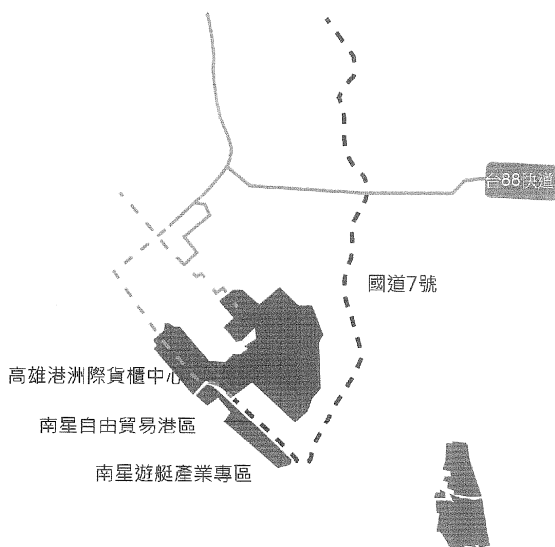 台88快道
國道7號
高雄港洲際貨櫃中心
南星自由貿易港區
南星遊艇產業專區